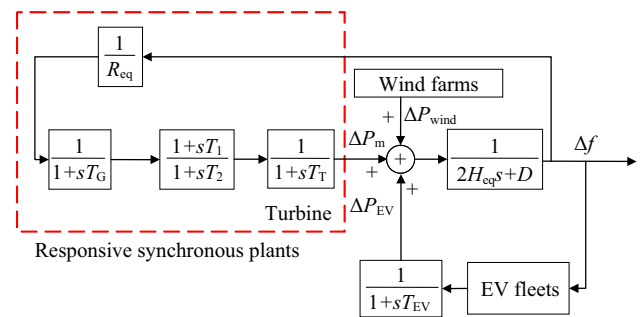 1
R_eq
Wind farms
+ ΔP_wind
1
1+sT_G
1+sT_1
1+sT_2
1
1+sT_T
ΔP_m
+
+
1
2H_eqs+D
Δf
Turbine
ΔP_EV
+
Responsive synchronous plants
1
1+sT_EV
EV fleets